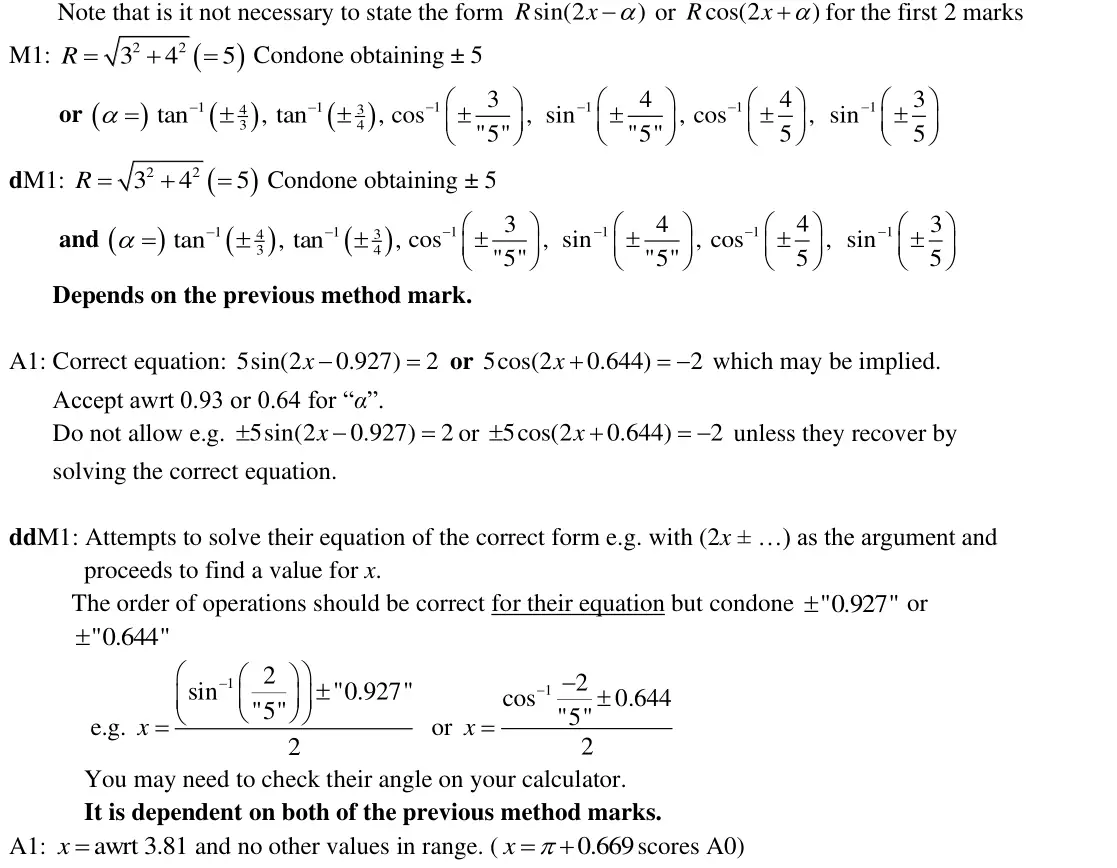 Note that is it not necessary to state the form R sin(2x − α) or R cos(2x + α) for the first 2 marks
M1: R = √(3² + 4²) (= 5) Condone obtaining ± 5
or (α =) tan⁻¹(± 4/3), tan⁻¹(± 3/4), cos⁻¹(± 3/"5"), sin⁻¹(± 4/"5"), cos⁻¹(± 4/5), sin⁻¹(± 3/5)
dM1: R = √(3² + 4²) (= 5) Condone obtaining ± 5
and (α =) tan⁻¹(± 4/3), tan⁻¹(± 3/4), cos⁻¹(± 3/"5"), sin⁻¹(± 4/"5"), cos⁻¹(± 4/5), sin⁻¹(± 3/5)
Depends on the previous method mark.
A1: Correct equation: 5sin(2x − 0.927) = 2 or 5cos(2x + 0.644) = −2 which may be implied.
Accept awrt 0.93 or 0.64 for “α”.
Do not allow e.g. ±5sin(2x − 0.927) = 2 or ±5cos(2x + 0.644) = −2 unless they recover by
solving the correct equation.
ddM1: Attempts to solve their equation of the correct form e.g. with (2x ± …) as the argument and
proceeds to find a value for x.
The order of operations should be correct for their equation but condone ±"0.927" or
±"0.644"
e.g. x = ((sin⁻¹(2/"5")) ± "0.927")/2 or x = (cos⁻¹ −2/"5" ± 0.644)/2
You may need to check their angle on your calculator.
It is dependent on both of the previous method marks.
A1: x = awrt 3.81 and no other values in range. ( x = π + 0.669 scores A0)